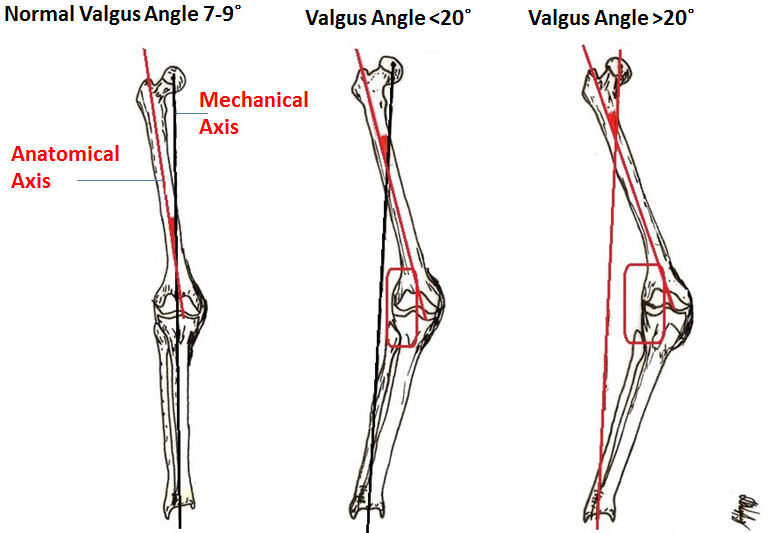 Normal Valgus Angle 7-9˚
Valgus Angle <20˚
Valgus Angle >20˚
Mechanical
Axis
Anatomical
Axis